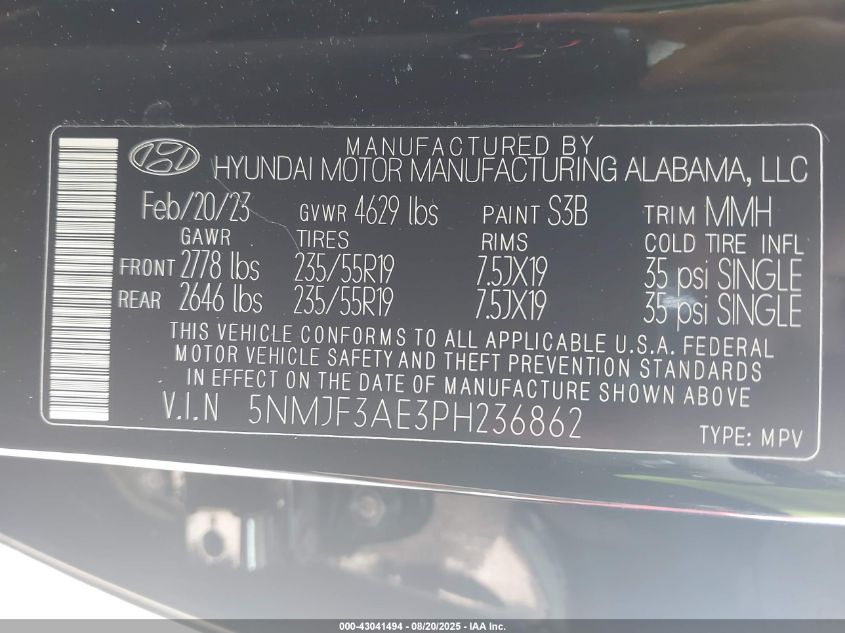 MANUFACTURED BY
HYUNDAI MOTOR MANUFACTURING ALABAMA, LLC
Feb/20/23 GVWR 4629 lbs PAINT S3B TRIM MMH
GAWR TIRES RIMS COLD TIRE INFL
FRONT 2778 lbs 235/55R19 7.5JX19 35 psi SINGLE
REAR 2646 lbs 235/55R19 7.5JX19 35 psi SINGLE
THIS VEHICLE CONFORMS TO ALL APPLICABLE U.S.A. FEDERAL
MOTOR VEHICLE SAFETY AND THEFT PREVENTION STANDARDS
IN EFFECT ON THE DATE OF MANUFACTURE SHOWN ABOVE
V.I.N 5NMJF3AE3PH236862
TYPE: MPV
000-43041494 - 08/20/2025 - IAA Inc.